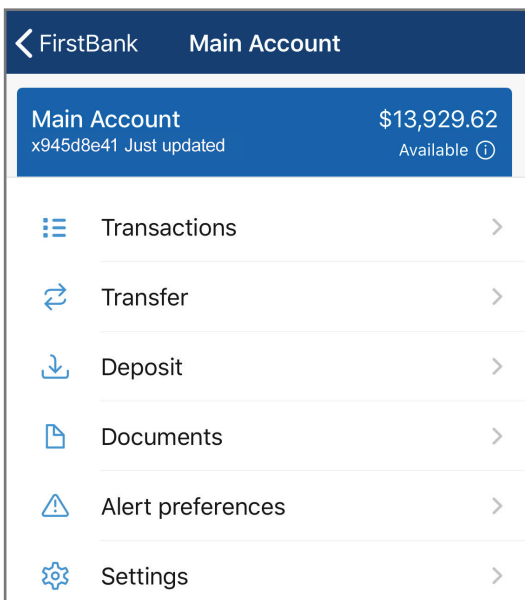 FirstBank Main Account
Main Account $13,929.62
x945d8e41 Just updated Available
Transactions
Transfer
Deposit
Documents
Alert preferences
Settings